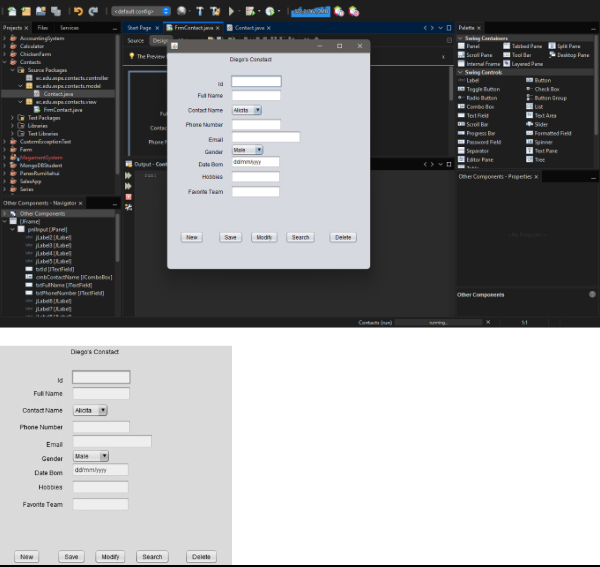 <default config>
Projects × Files Services
AccountingSystem
Calculator
ChickenFarm
Contacts
Source Packages
ec.edu.espe.contacts.controller
ec.edu.espe.contacts.model
Contact.java
ec.edu.espe.contacts.view
FrmContact.java
Test Packages
Libraries
Test Libraries
CustomExceptionTest
Farm
MongoDBStudent
SalesApp
Series
Other Components - Navigator ×
Other Components
[JFrame]
pnlInput [JPanel]
jLabel2 [JLabel]
jLabel3 [JLabel]
jLabel4 [JLabel]
jLabel5 [JLabel]
txtId [JTextField]
cmbContactName [JComboBox]
txtFullName [JTextField]
txtPhoneNumber [JTextField]
jLabel6 [JLabel]
jLabel7 [JLabel]
Start Page × FrmContact.java × Contact.java ×
Source Design
The Preview
Output - Cont
Diego's Constact
Id
Full Name
Contact Name Alicita
Phone Number
Email
Gender Male
Date Born dd/mm/yyy
Hobbies
Favorite Team
New Save Modify Search Delete
Palette ×
Swing Containers
Panel Tabbed Pane Split Pane
Scroll Pane Tool Bar Desktop Pane
Internal Frame Layered Pane
Swing Controls
Label Button
Toggle Button Check Box
Radio Button Button Group
Combo Box List
Text Field Text Area
Scroll Bar Slider
Progress Bar Formatted Field
Password Field Spinner
Separator Text Pane
Editor Pane Tree
Other Components - Properties ×
<No Properties>
Other Components
Contacts (run) running... 1:1
Diego's Constact
Id
Full Name
Contact Name Alicita
Phone Number
Email
Gender Male
Date Born dd/mm/yyy
Hobbies
Favorite Team
New Save Modify Search Delete